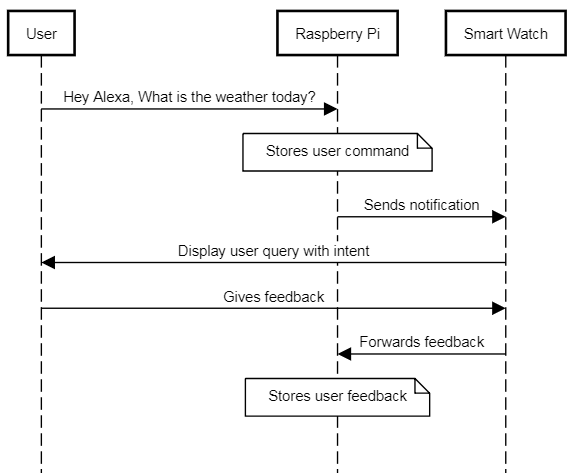 User
Raspberry Pi
Smart Watch
Hey Alexa, What is the weather today?
Stores user command
Sends notification
Display user query with intent
Gives feedback
Forwards feedback
Stores user feedback